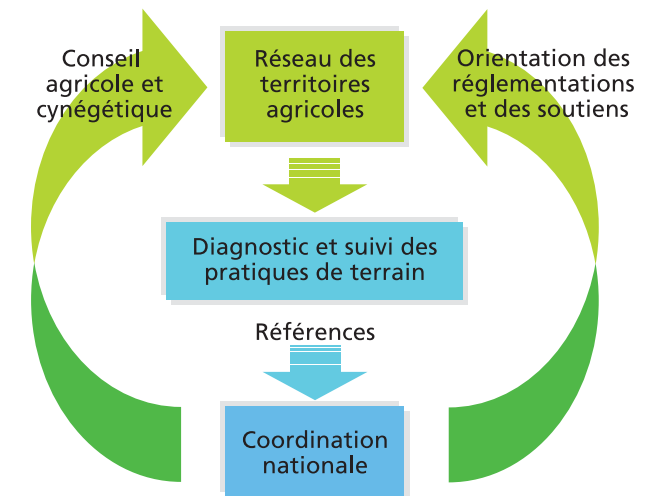 Conseil
agricole et
cynégétique
Réseau des
territoires
agricoles
Orientation des
réglementations
et des soutiens
Diagnostic et suivi des
pratiques de terrain
Références
Coordination
nationale